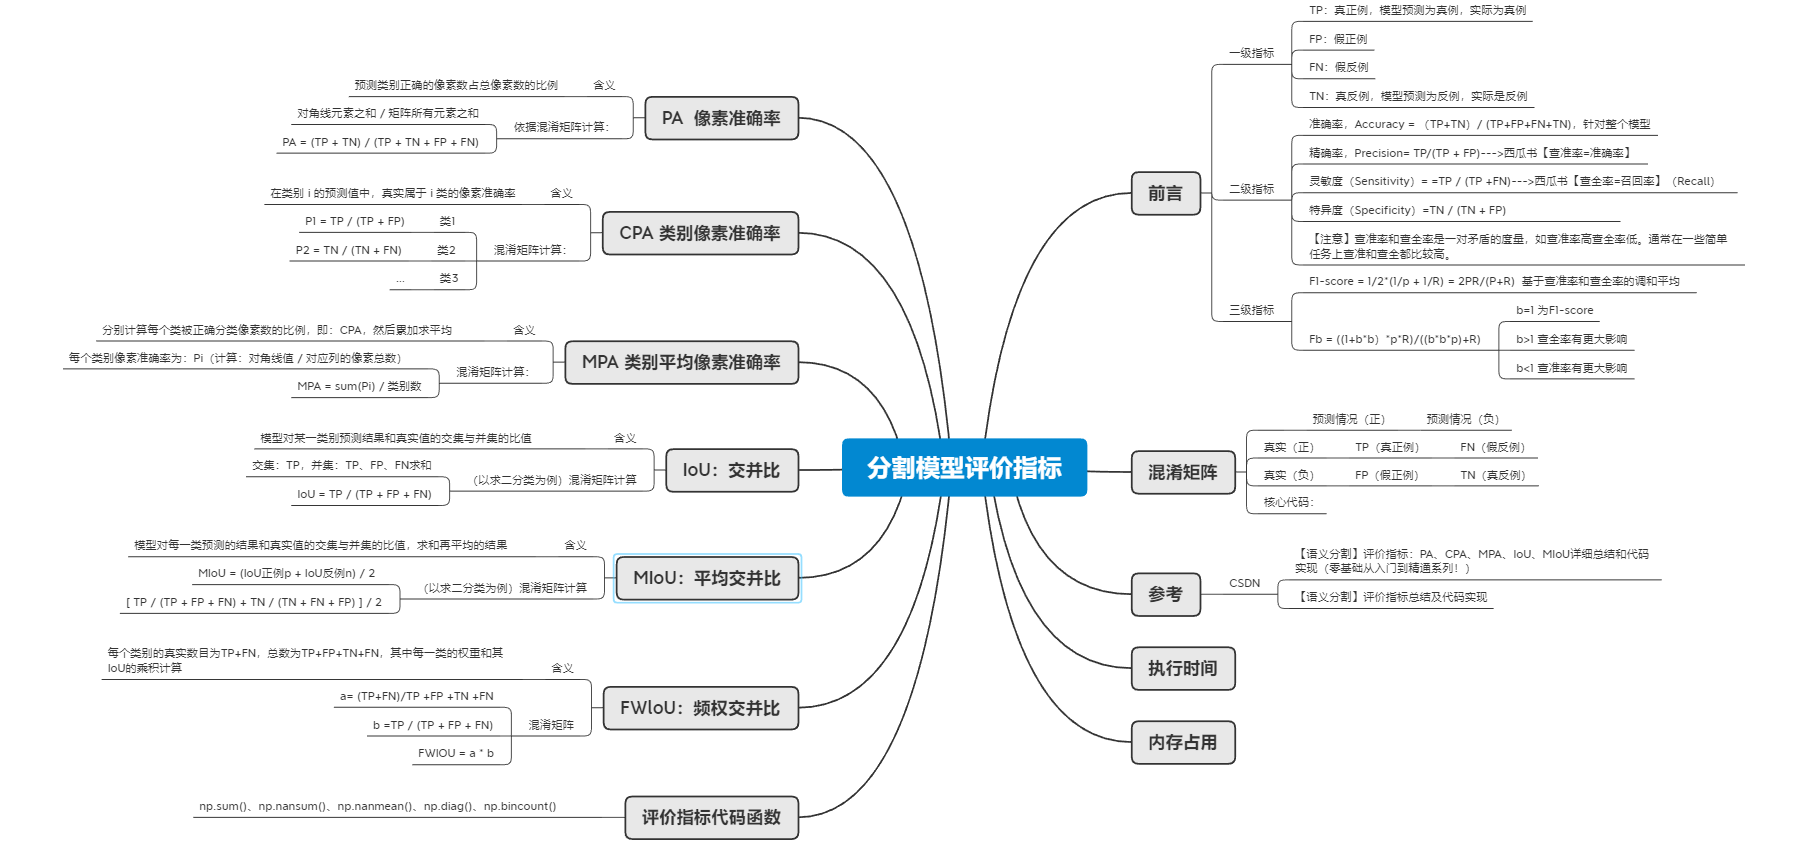 分割模型评价指标
前言
一级指标
TP：真正例，模型预测为真例，实际为真例
FP：假正例
FN：假反例
TN：真反例，模型预测为反例，实际是反例
二级指标
准确率，Accuracy = （TP+TN）/ (TP+FP+FN+TN)，针对整个模型
精确率，Precision= TP/(TP + FP)--->西瓜书【查准率=准确率】
灵敏度（Sensitivity）= =TP / (TP +FN)--->西瓜书【查全率=召回率】（Recall）
特异度（Specificity）=TN / (TN + FP)
【注意】查准率和查全率是一对矛盾的度量，如查准率高查全率低。通常在一些简单
任务上查准和查全都比较高。
三级指标
F1-score = 1/2*(1/p + 1/R) = 2PR/(P+R)  基于查准率和查全率的调和平均
Fb = ((1+b*b）*p*R)/((b*b*p)+R)
b=1 为F1-score
b>1 查全率有更大影响
b<1 查准率有更大影响
混淆矩阵
预测情况（正） 预测情况（负）
真实（正） TP（真正例） FN（假反例）
真实（负） FP（假正例） TN（真反例）
核心代码：
参考
CSDN
【语义分割】评价指标：PA、CPA、MPA、IoU、MIoU详细总结和代码
实现（零基础从入门到精通系列！）
【语义分割】评价指标总结及代码实现
执行时间
内存占用
PA  像素准确率
含义
预测类别正确的像素数占总像素数的比例
依据混淆矩阵计算：
对角线元素之和 / 矩阵所有元素之和
PA = (TP + TN) / (TP + TN + FP + FN)
CPA 类别像素准确率
含义
在类别 i 的预测值中，真实属于 i 类的像素准确率
混淆矩阵计算：
类1
P1 = TP / (TP + FP)
类2
P2 = TN / (TN + FN)
类3
...
MPA 类别平均像素准确率
含义
分别计算每个类被正确分类像素数的比例，即：CPA，然后累加求平均
混淆矩阵计算：
每个类别像素准确率为：Pi（计算：对角线值 / 对应列的像素总数）
MPA = sum(Pi) / 类别数
IoU：交并比
含义
模型对某一类别预测结果和真实值的交集与并集的比值
（以求二分类为例）混淆矩阵计算
交集：TP，并集：TP、FP、FN求和
IoU = TP / (TP + FP + FN)
MIoU：平均交并比
含义
模型对每一类预测的结果和真实值的交集与并集的比值，求和再平均的结果
（以求二分类为例）混淆矩阵计算
MIoU = (IoU正例p + IoU反例n) / 2
[ TP / (TP + FP + FN) + TN / (TN + FN + FP) ] / 2
FWIoU：频权交并比
含义
每个类别的真实数目为TP+FN，总数为TP+FP+TN+FN，其中每一类的权重和其
IoU的乘积计算
混淆矩阵
a= (TP+FN)/TP +FP +TN +FN
b =TP / (TP + FP + FN)
FWIOU = a * b
评价指标代码函数
np.sum()、np.nansum()、np.nanmean()、np.diag()、np.bincount()